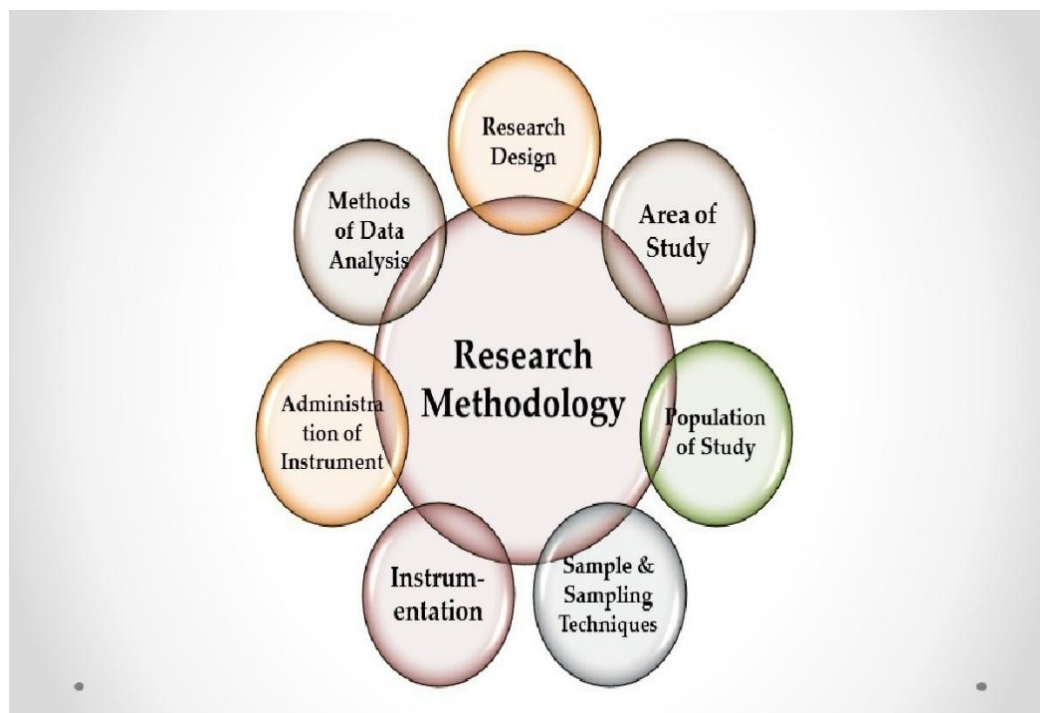 Research
Design
Area of
Study
Population
of Study
Sample &
Sampling
Techniques
Instrum-
entation
Administra
tion of
Instrument
Methods
of Data
Analysis
Research
Methodology